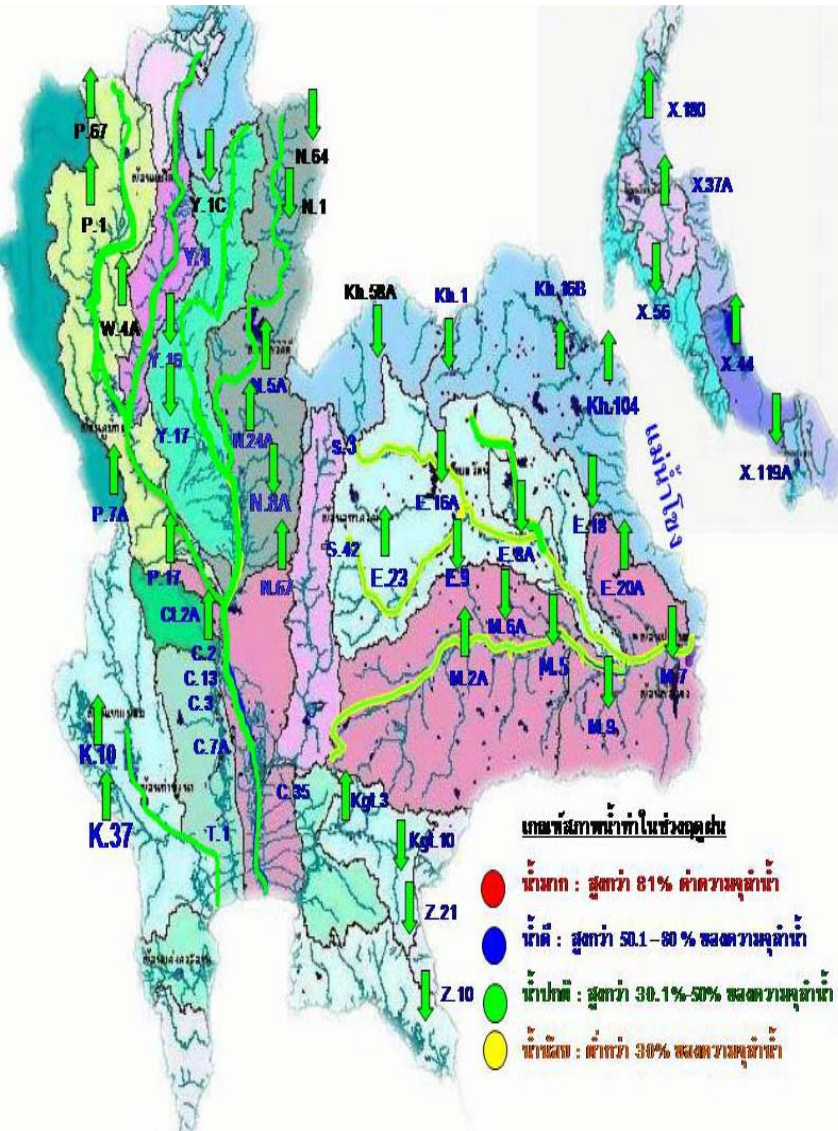 P.67
X.180
N.64
P.1
Y.1C
N.1
X.37A
Y.4
Kh.58A
Kh.1
Kh.16B
W.4A
Y.16
X.56
X.44
N.5A
Kh.104
Y.17
N.24A
s.3
X.119A
แม่น้ำโขง
P.7A
N.8A
E.16A
E.8A
E.18
S.42
P.17
N.67
E.23
E.9
E.20A
Ct.2A
M.6A
C.2
M.2A
M.5
M.7
C.13
C.3
M.9
K.10
C.7A
C.35
Kgt.3
K.37
T.1
Kgt.10
Z.21
Z.10
เกณฑ์สภาพน้ำท่าในช่วงฤดูฝน
น้ำมาก : สูงกว่า 81% ค่าความจุลำน้ำ
น้ำดี : สูงกว่า 50.1-80 % ของความจุลำน้ำ
น้ำปกติ : สูงกว่า 30.1%-50% ของความจุลำน้ำ
น้ำน้อย : ต่ำกว่า 30% ของความจุลำน้ำ